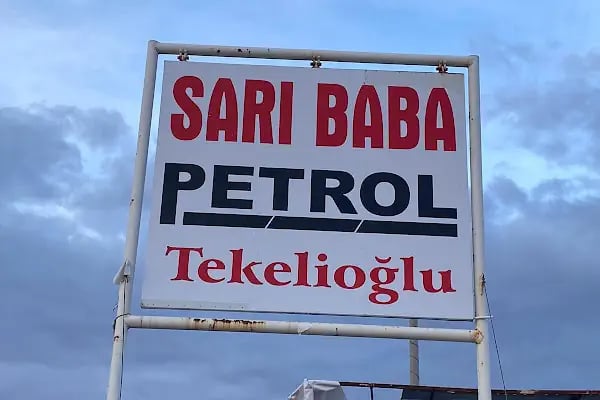 SARI BABA
PETROL
Tekelioğlu